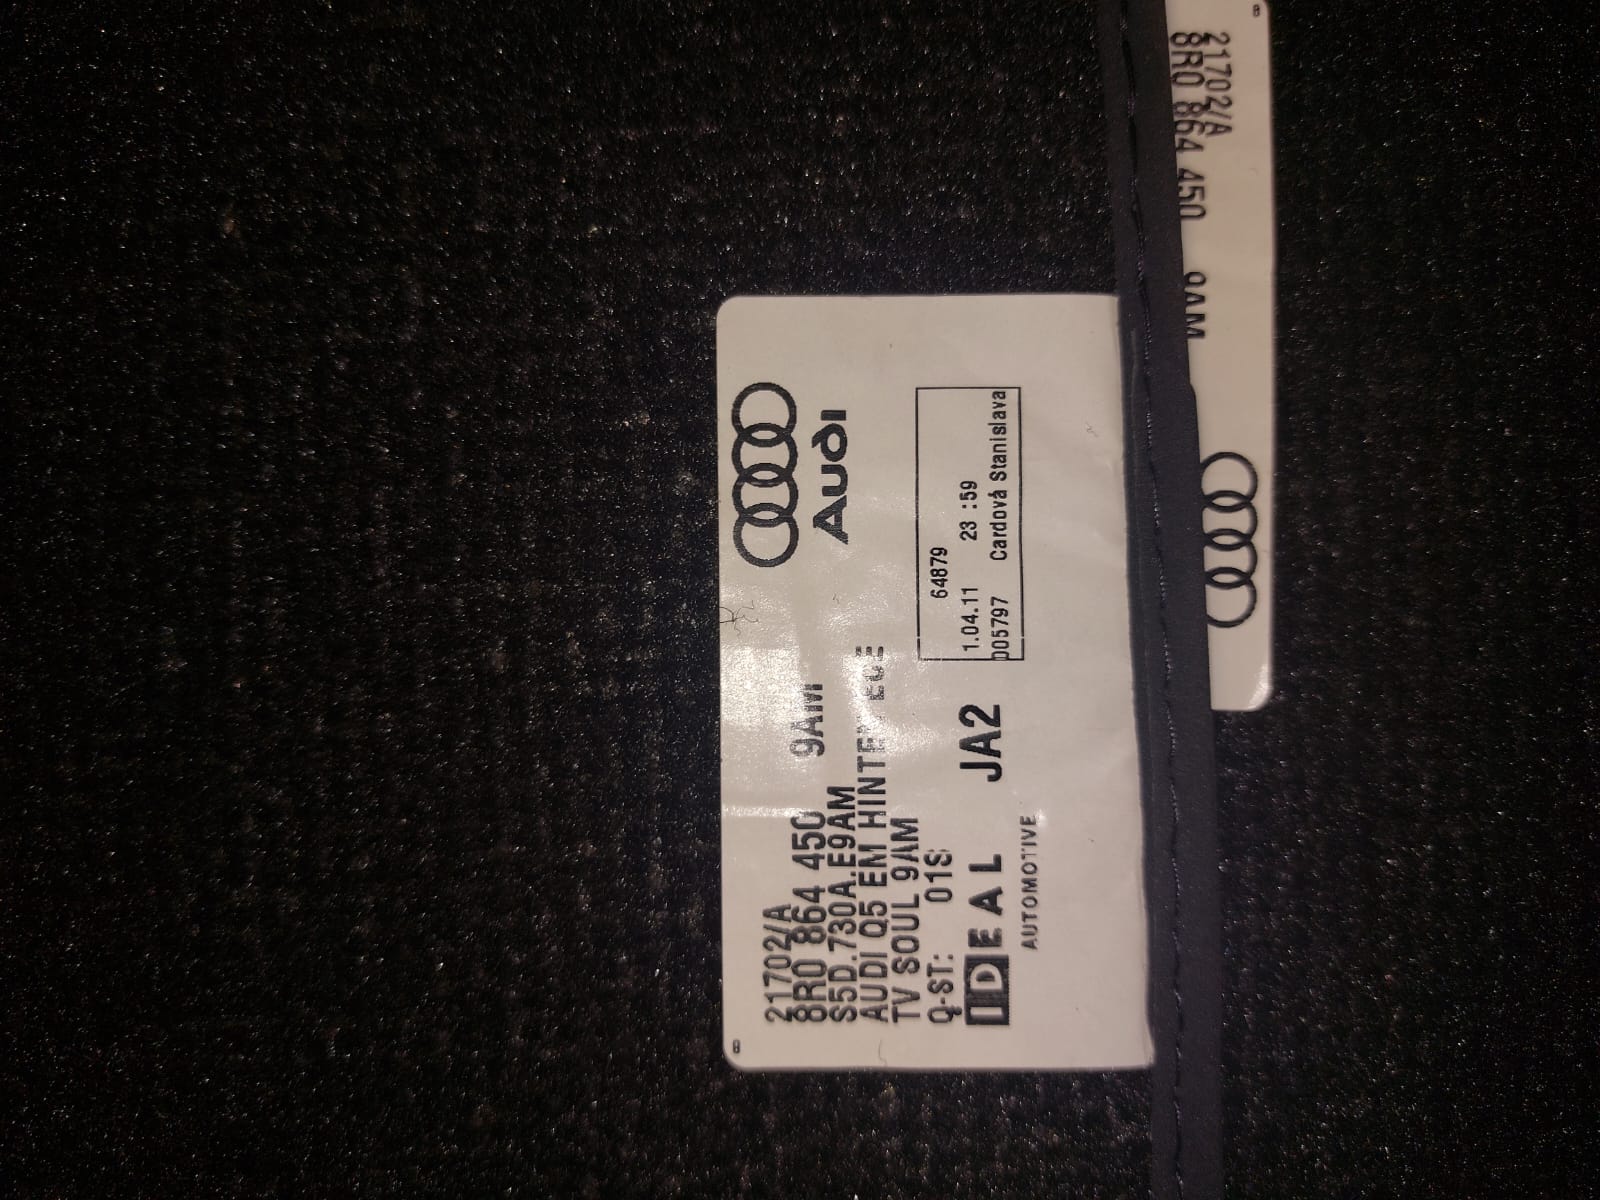 Audi
21702/A
8R0 864 450 9AM
S5D.730A.E9AM
AUDI Q5 EM HINTEN
TV SOUL 9AM
Q-ST: 01S
IDEAL
AUTOMOTIVE
JA2
64879
1.04.11 23 :59
005797 Cardová Stanislava
21702/A
8R0 864 450 9AM